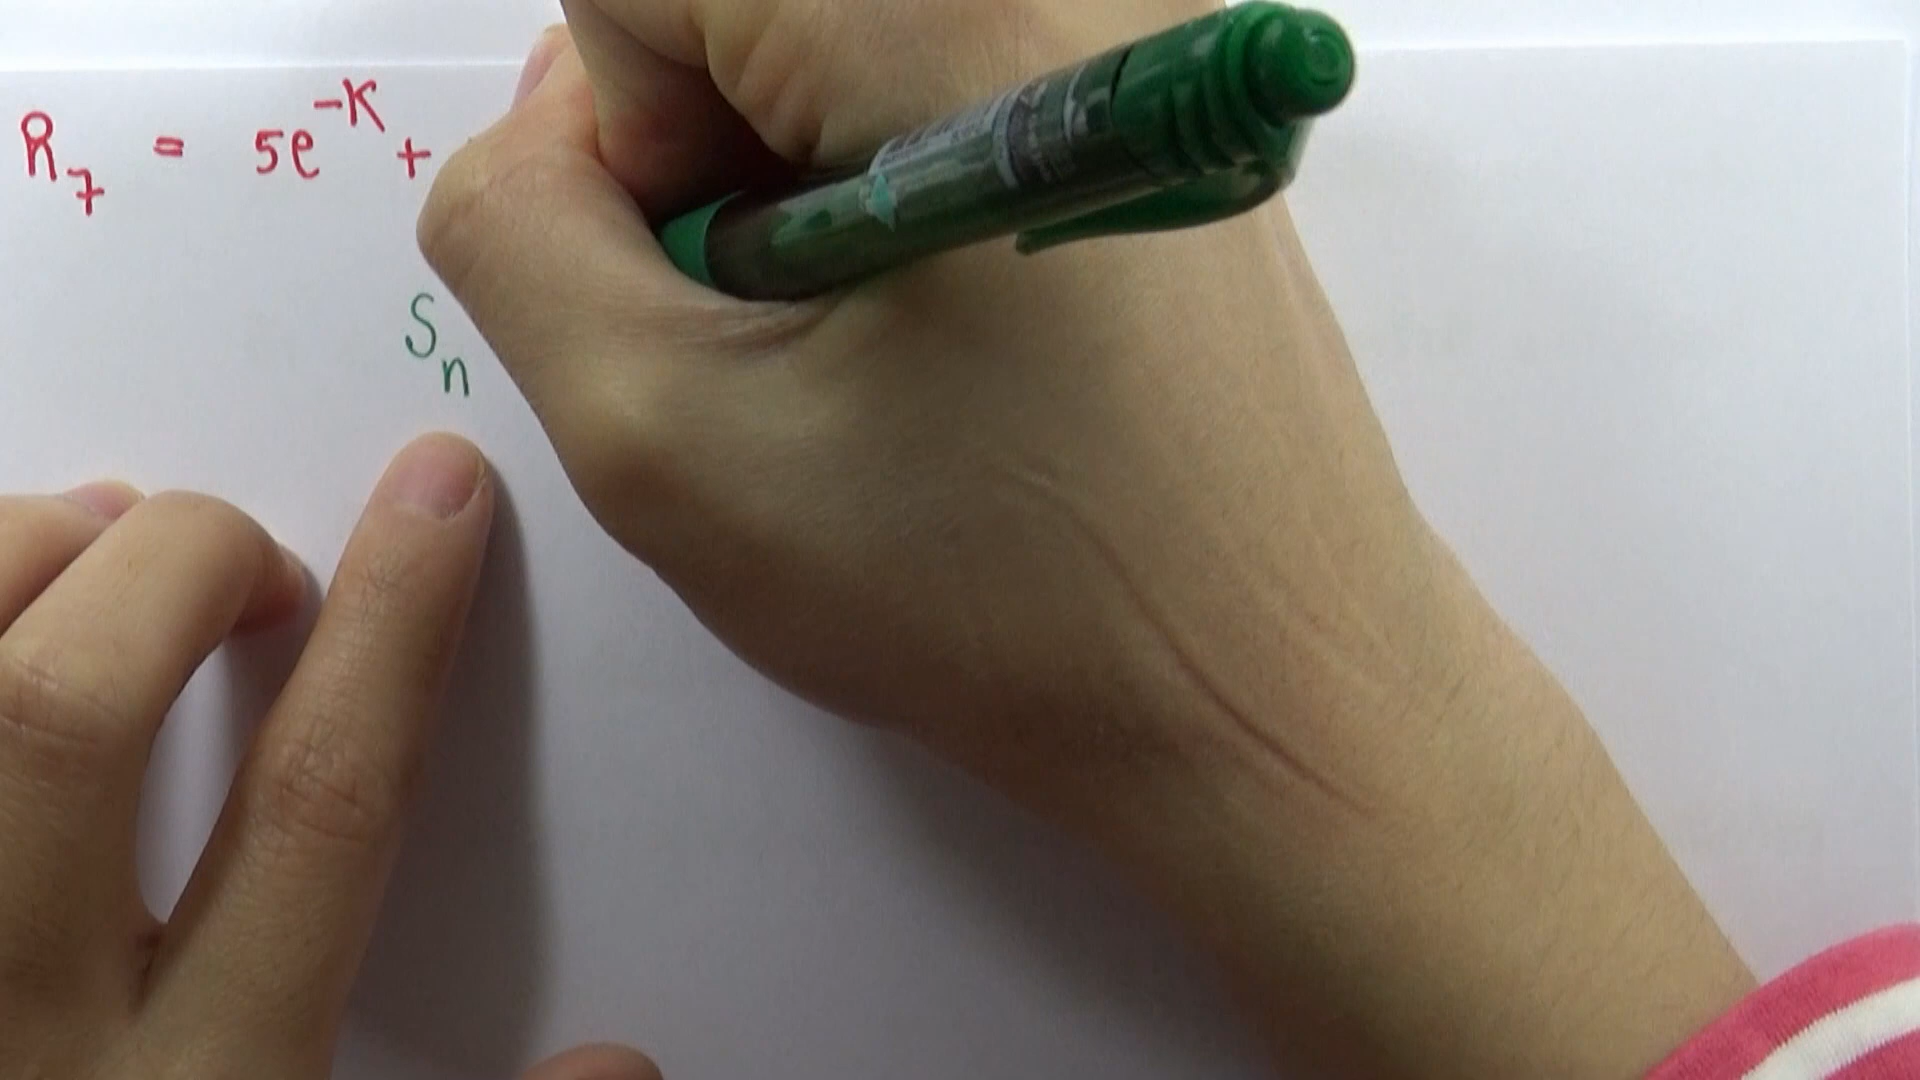 R₇ = 5e^{-K} +
Sₙ